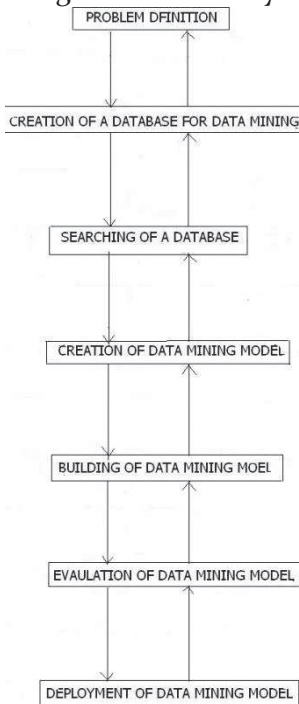 PROBLEM DFINITION
CREATION OF A DATABASE FOR DATA MINING
SEARCHING OF A DATABASE
CREATION OF DATA MINING MODEL
BUILDING OF DATA MINING MOEL
EVAULATION OF DATA MINING MODEL
DEPLOYMENT OF DATA MINING MODEL